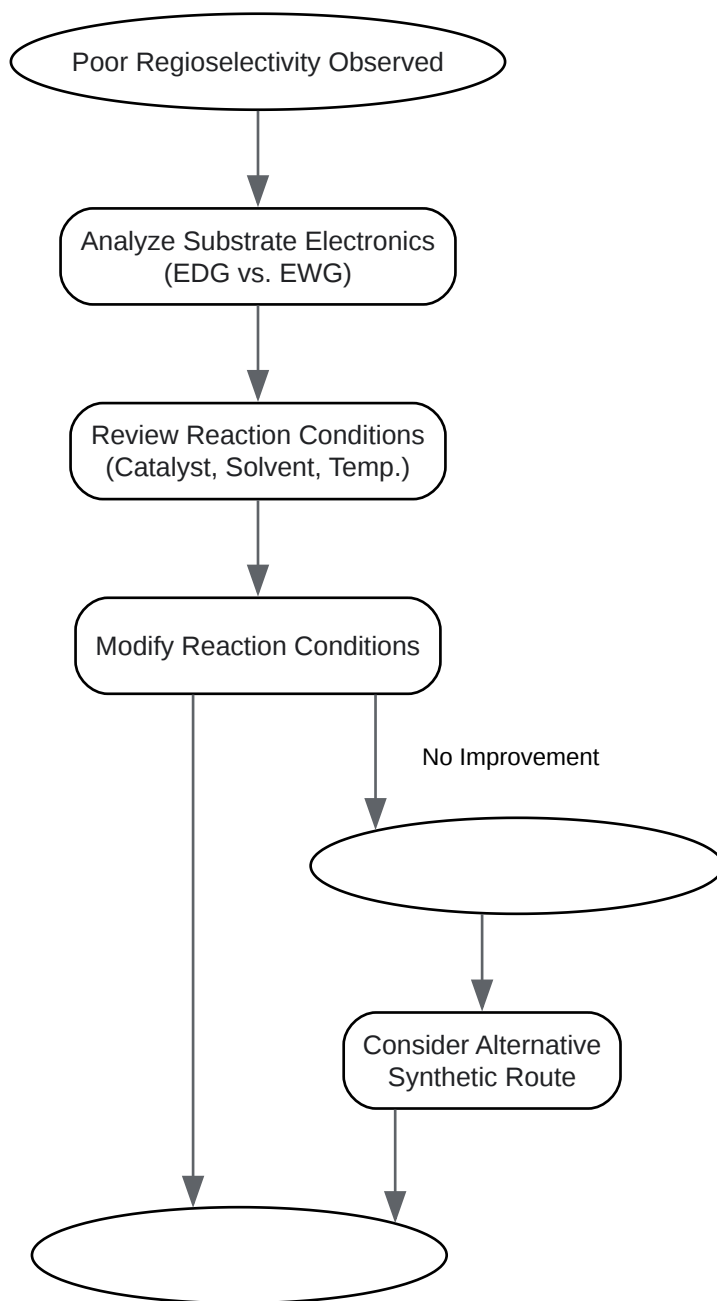 Poor Regioselectivity Observed
Analyze Substrate Electronics
(EDG vs. EWG)
Review Reaction Conditions
(Catalyst, Solvent, Temp.)
Modify Reaction Conditions
No Improvement
Consider Alternative
Synthetic Route